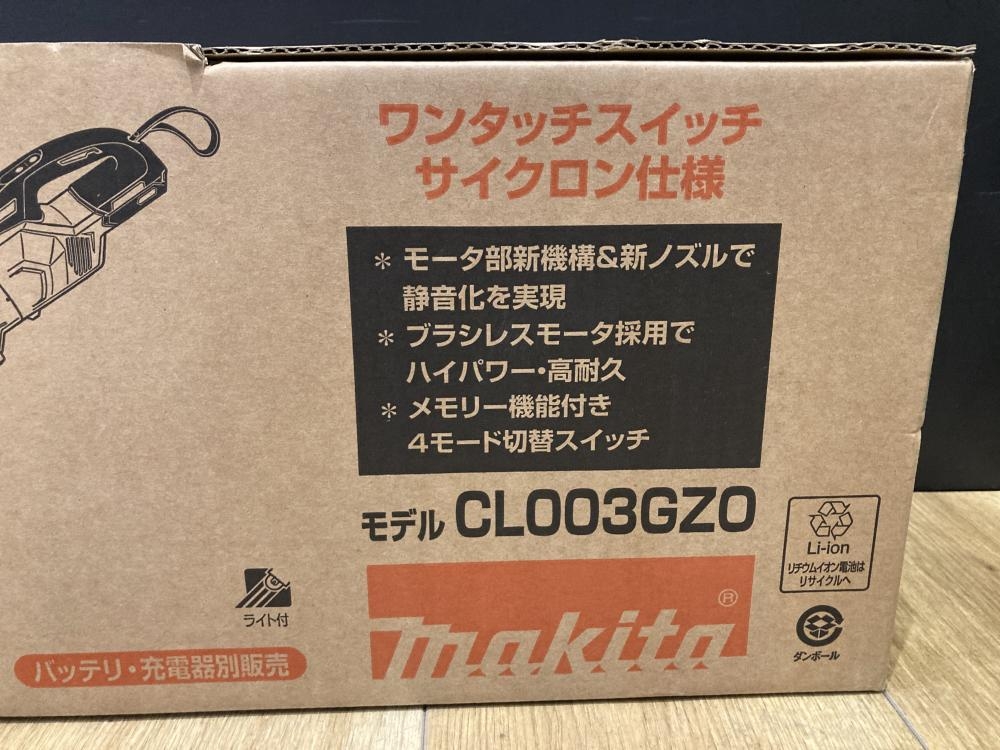 ワンタッチスイッチ
サイクロン仕様
* モータ部新機構&新ノズルで
静音化を実現
* ブラシレスモータ採用で
ハイパワー・高耐久
* メモリー機能付き
4モード切替スイッチ
モデル CL003GZO
makita®
Li-ion
リチウムイオン電池は
リサイクルへ
ダンボール
ライト付
バッテリ・充電器別販売